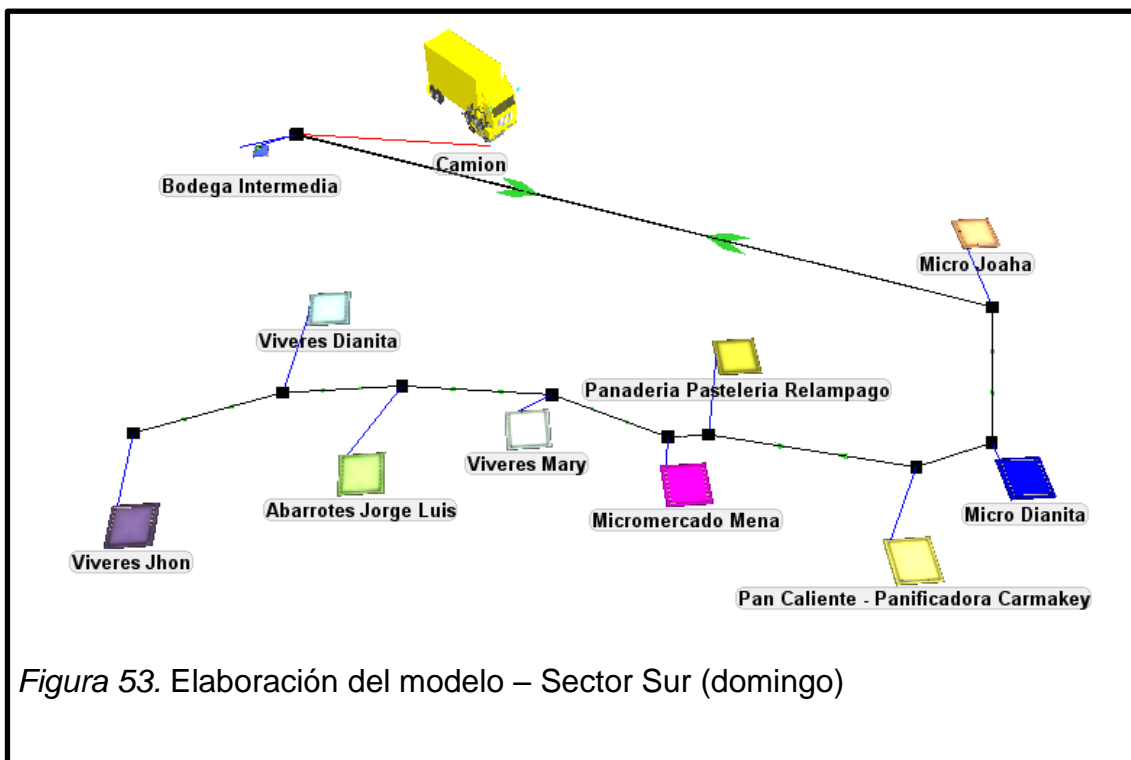 Camion
Bodega Intermedia
Micro Joaha
Viveres Dianita
Panaderia Pasteleria Relampago
Viveres Mary
Abarrotes Jorge Luis
Micromercado Mena
Micro Dianita
Viveres Jhon
Pan Caliente - Panificadora Carmakey
Figura 53. Elaboración del modelo – Sector Sur (domingo)